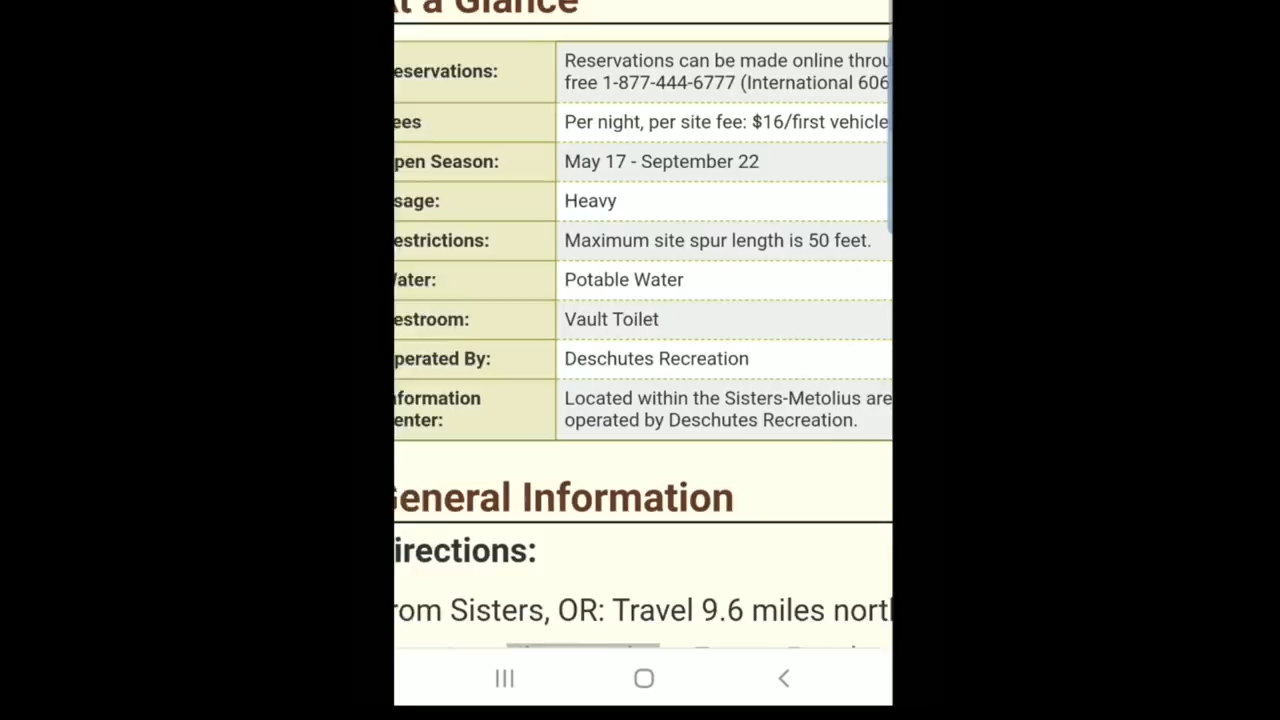 At a Glance
eservations:
Reservations can be made online throu
free 1-877-444-6777 (International 606
ees
Per night, per site fee: $16/first vehicle
pen Season:
May 17 - September 22
sage:
Heavy
estrictions:
Maximum site spur length is 50 feet.
ater:
Potable Water
estroom:
Vault Toilet
perated By:
Deschutes Recreation
nformation
enter:
Located within the Sisters-Metolius are
operated by Deschutes Recreation.
General Information
irections:
rom Sisters, OR: Travel 9.6 miles nort